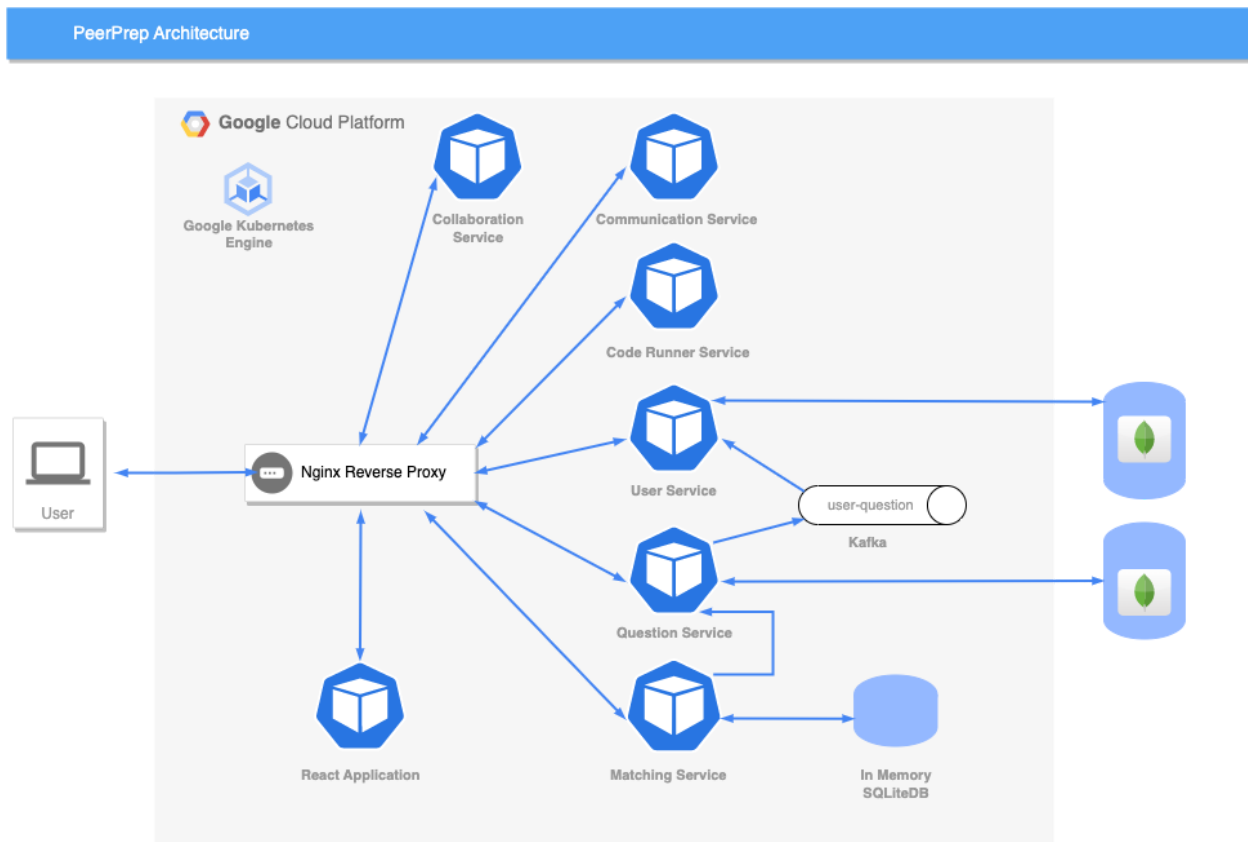 PeerPrep Architecture
Google Cloud Platform
Google Kubernetes
Engine
Collaboration
Service
Communication Service
Code Runner Service
User
Nginx Reverse Proxy
User Service
user-question
Kafka
Question Service
React Application
Matching Service
In Memory
SQLiteDB